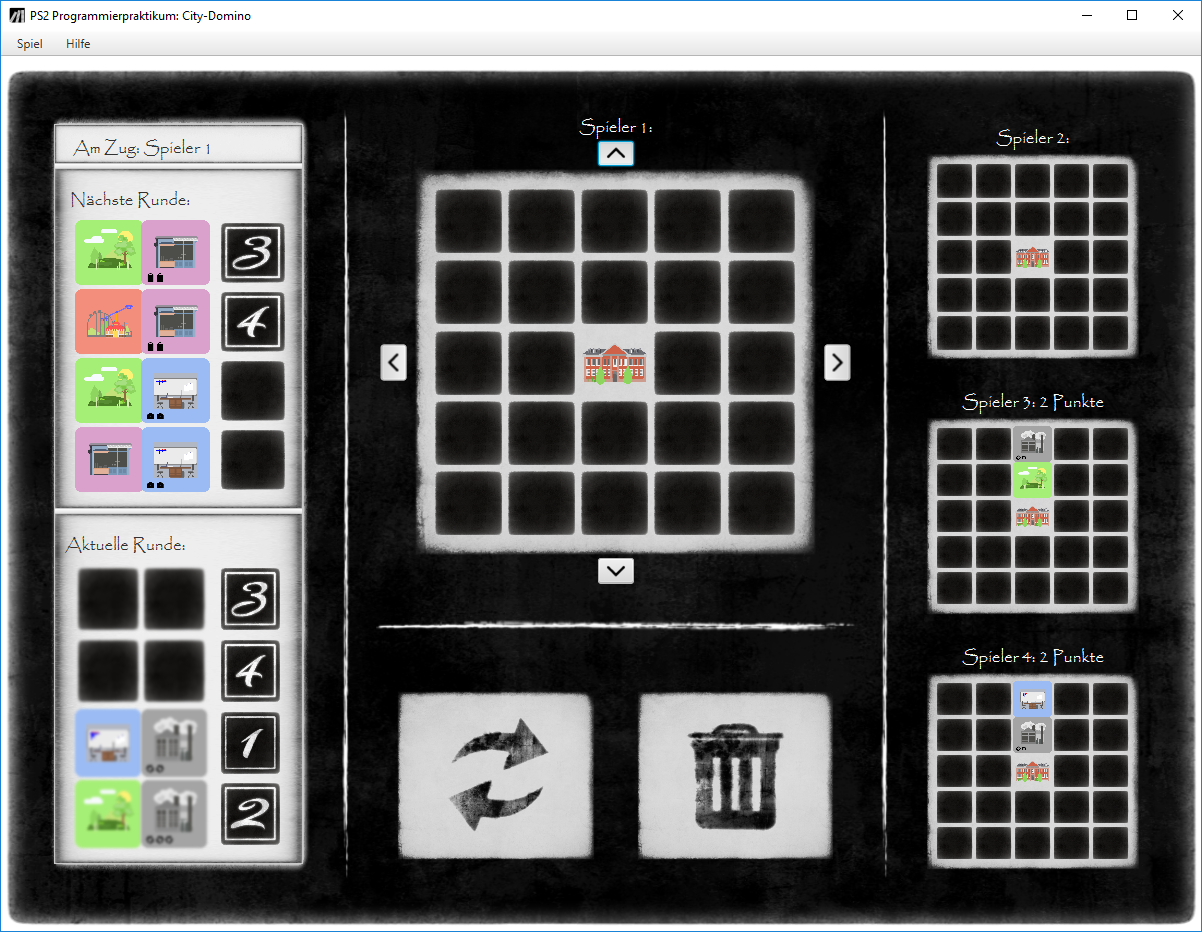 PS2 Programmierpraktikum: City-Domino
Spiel Hilfe
Am Zug: Spieler 1
Nächste Runde:
3
4
Aktuelle Runde:
3
4
1
2
Spieler 1:
Spieler 2:
Spieler 3: 2 Punkte
Spieler 4: 2 Punkte